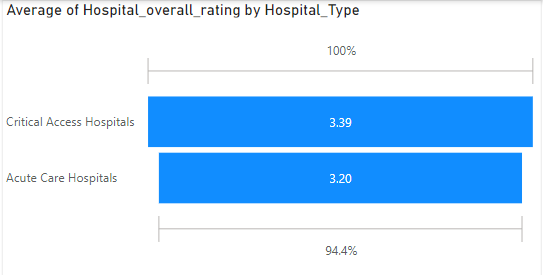 Average of Hospital_overall_rating by Hospital_Type
100%
Critical Access Hospitals
3.39
Acute Care Hospitals
3.20
94.4%